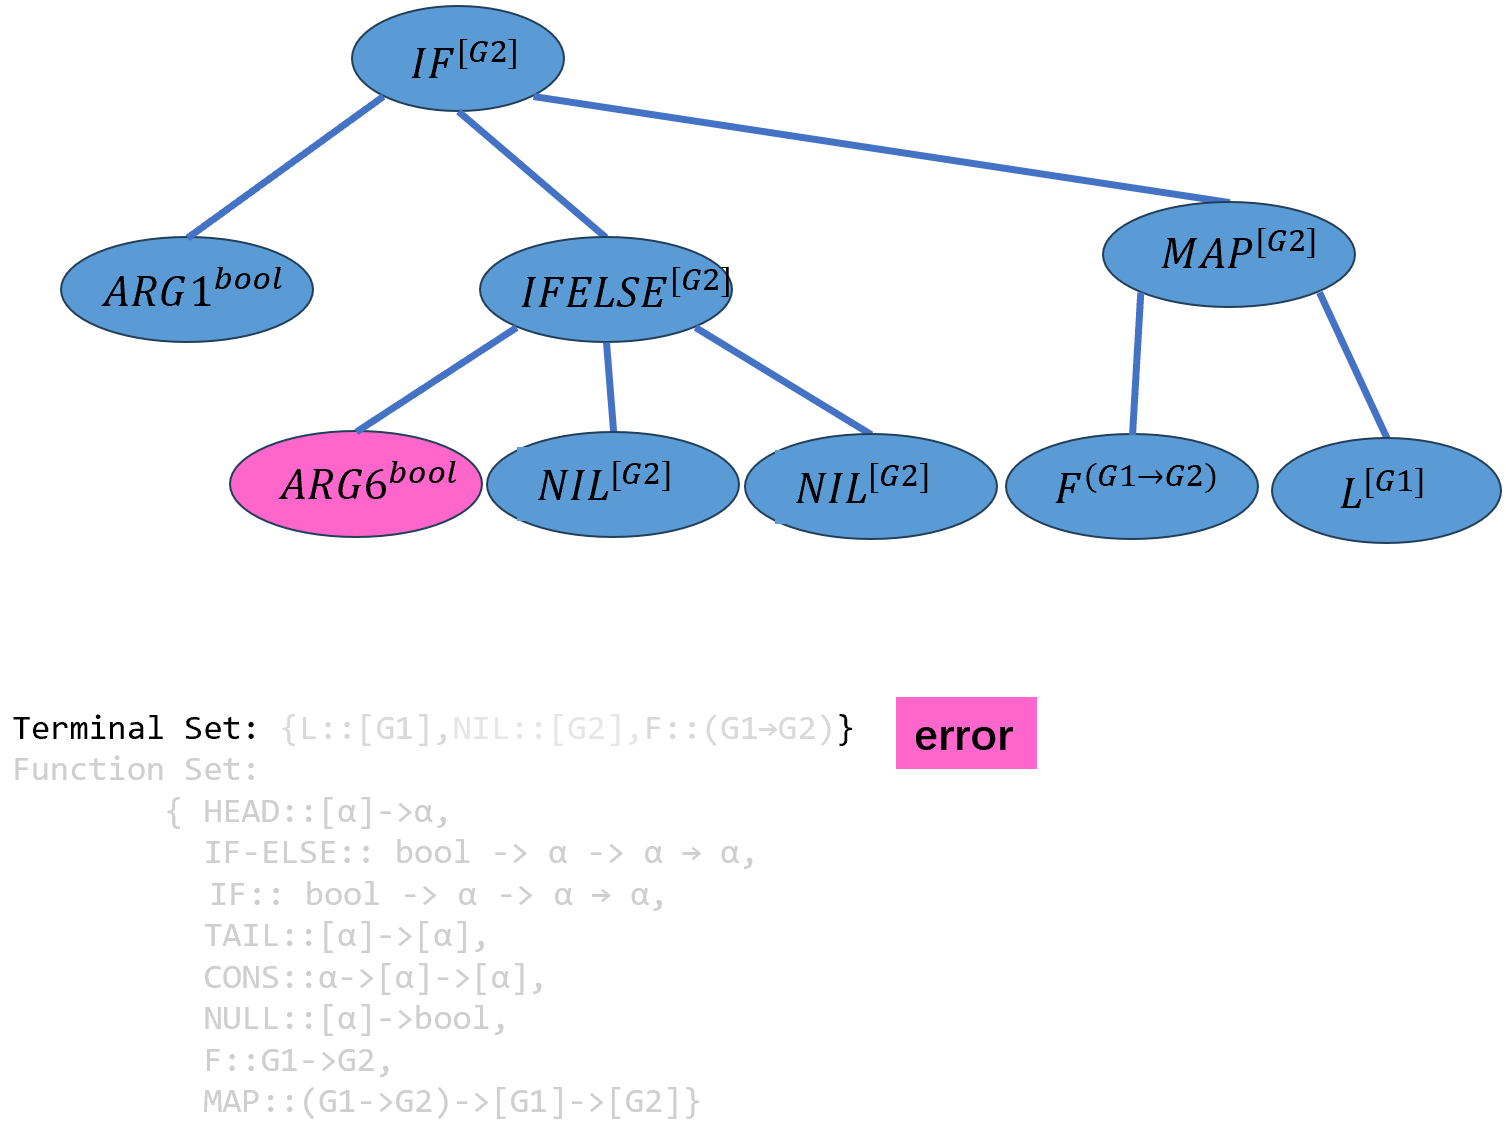 IF^[G2]
ARG1^bool
IFELSE^[G2]
MAP^[G2]
ARG6^bool
NIL^[G2]
NIL^[G2]
F^(G1→G2)
L^[G1]
Terminal Set: {L::[G1],NIL::[G2],F::(G1→G2)}
error
Function Set:
{ HEAD::[α]->α,
IF-ELSE:: bool -> α -> α → α,
IF:: bool -> α -> α → α,
TAIL::[α]->[α],
CONS::α->[α]->[α],
NULL::[α]->bool,
F::G1->G2,
MAP::(G1->G2)->[G1]->[G2]}